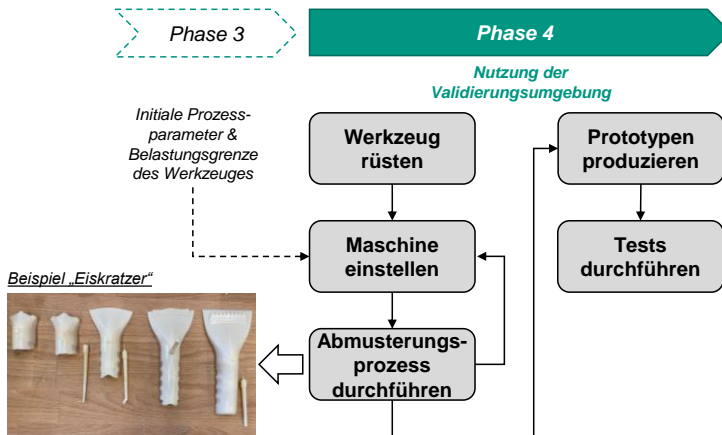 Phase 3
Phase 4
Nutzung der
Validierungsumgebung
Initiale Prozess-
parameter &
Belastungsgrenze
des Werkzeuges
Werkzeug
rüsten
Prototypen
produzieren
Maschine
einstellen
Tests
durchführen
Beispiel „Eiskratzer“
Abmusterungs-
prozess
durchführen